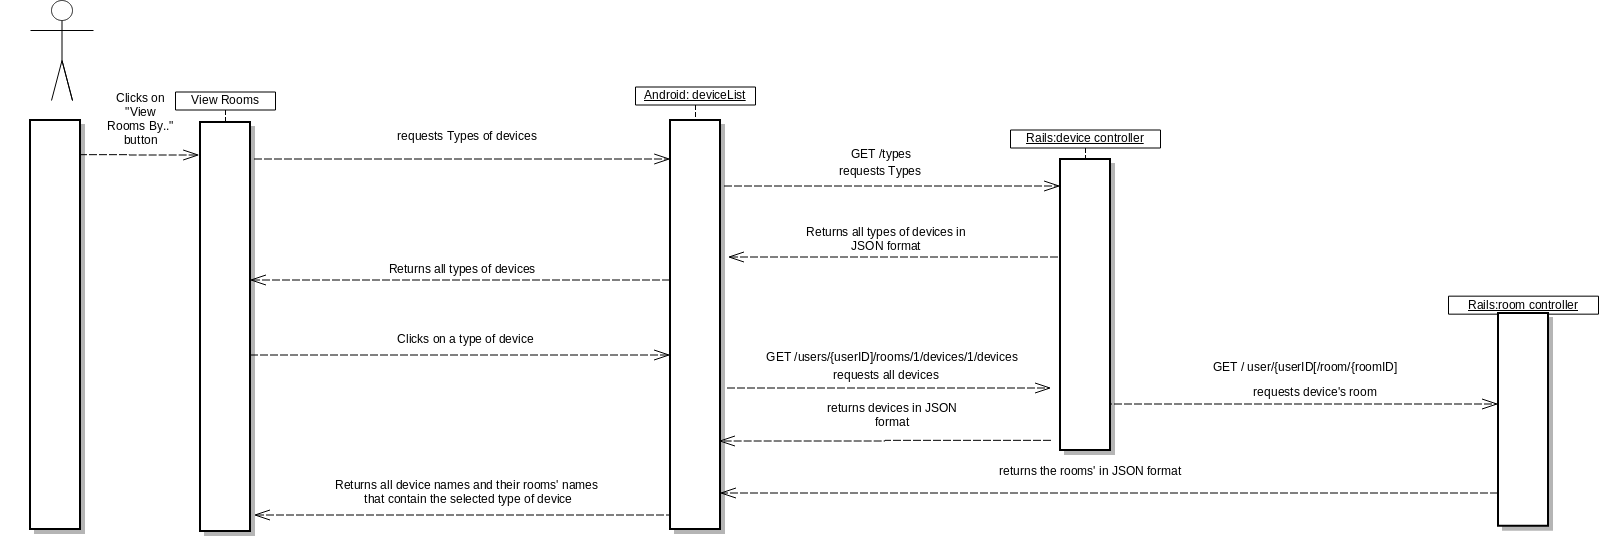 Clicks on
"View
Rooms By.."
button
View Rooms
Android: deviceList
requests Types of devices
Rails:device controller
GET /types
requests Types
Returns all types of devices in
JSON format
Returns all types of devices
Rails:room controller
Clicks on a type of device
GET /users/{userID]/rooms/1/devices/1/devices
requests all devices
GET / user/{userID[/room/{roomID]
requests device's room
returns devices in JSON
format
returns the rooms' in JSON format
Returns all device names and their rooms' names
that contain the selected type of device